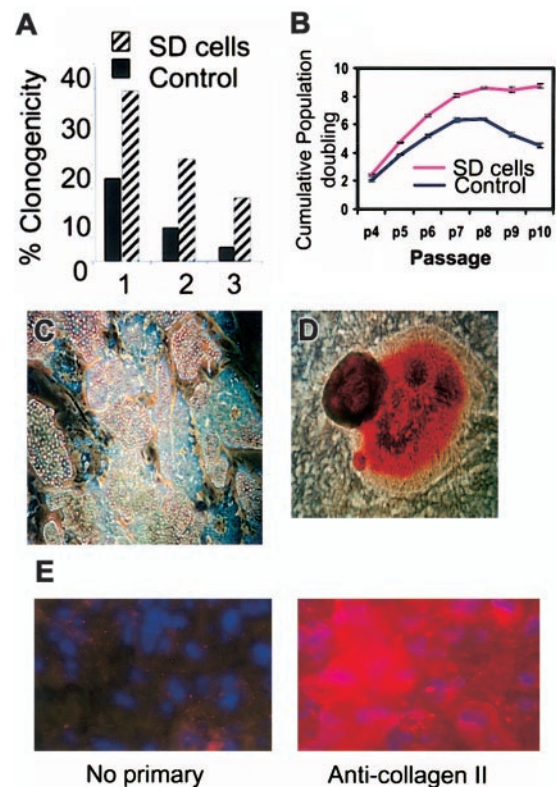 A
SD cells
Control
% Clonogenicity
40
30
20
10
0
1 2 3
B
Cumulative Population
doubling
10
8
6
4
2
0
SD cells
Control
p4 p5 p6 p7 p8 p9 p10
Passage
C
D
E
No primary
Anti-collagen II